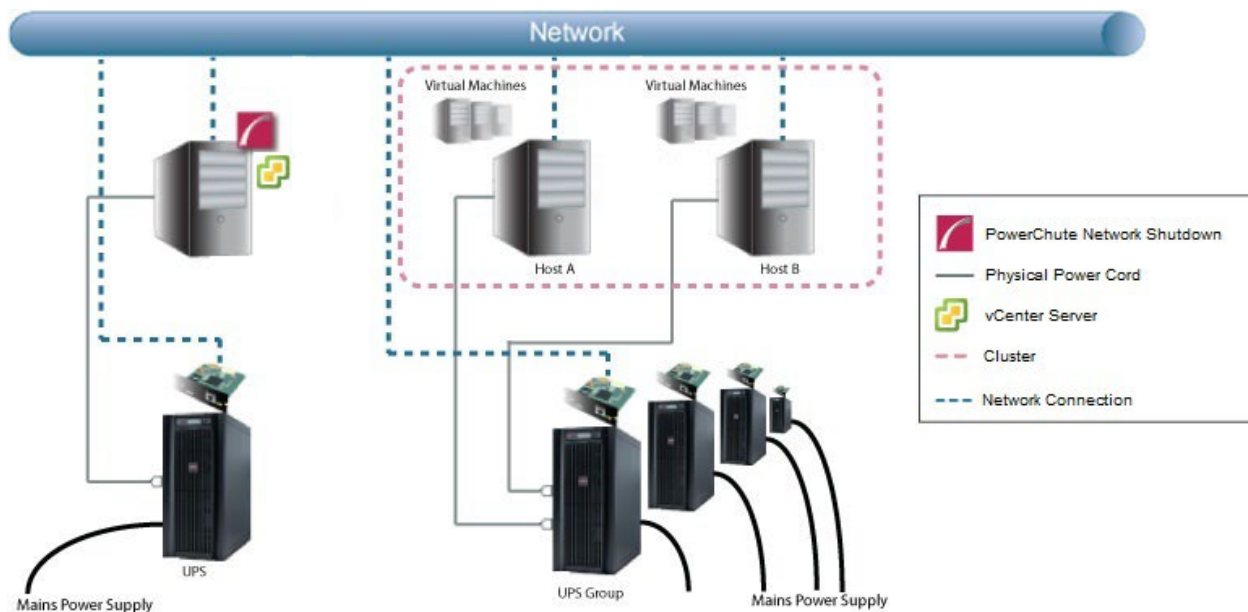 Network
Virtual Machines
Virtual Machines
Host A
Host B
PowerChute Network Shutdown
Physical Power Cord
vCenter Server
Cluster
Network Connection
UPS
UPS Group
Mains Power Supply
Mains Power Supply